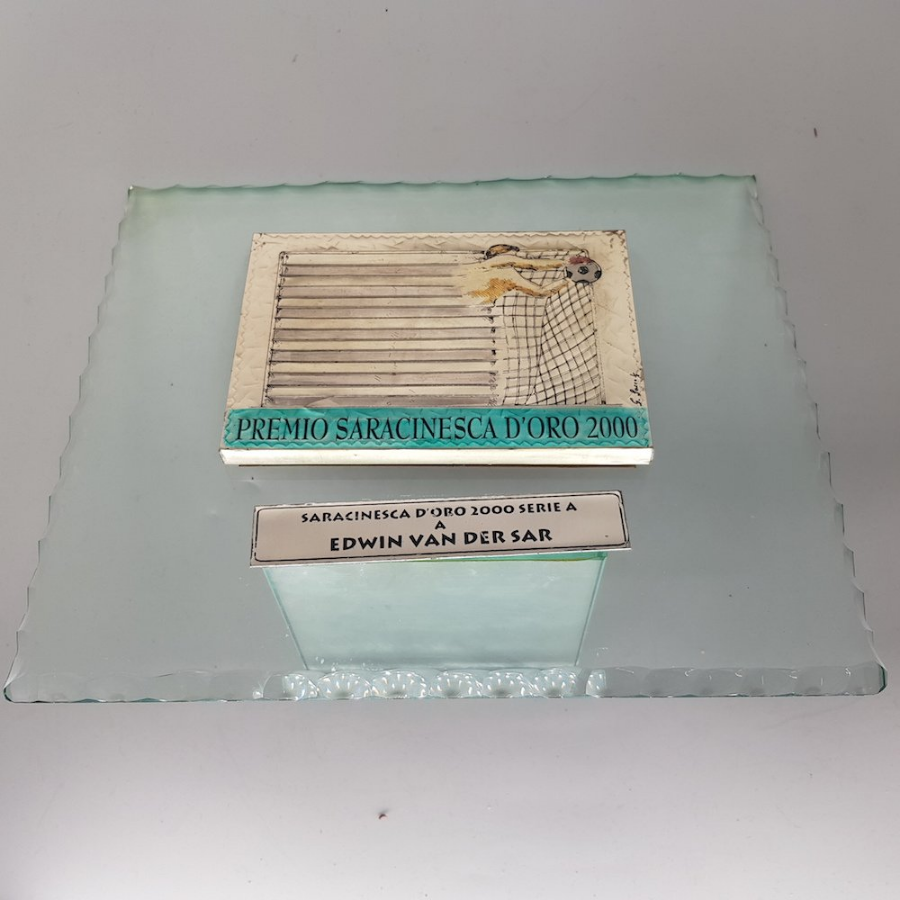 PREMIO SARACINESCA D'ORO 2000
SARACINESCA D'ORO 2000 SERIE A
A
EDWIN VAN DER SAR